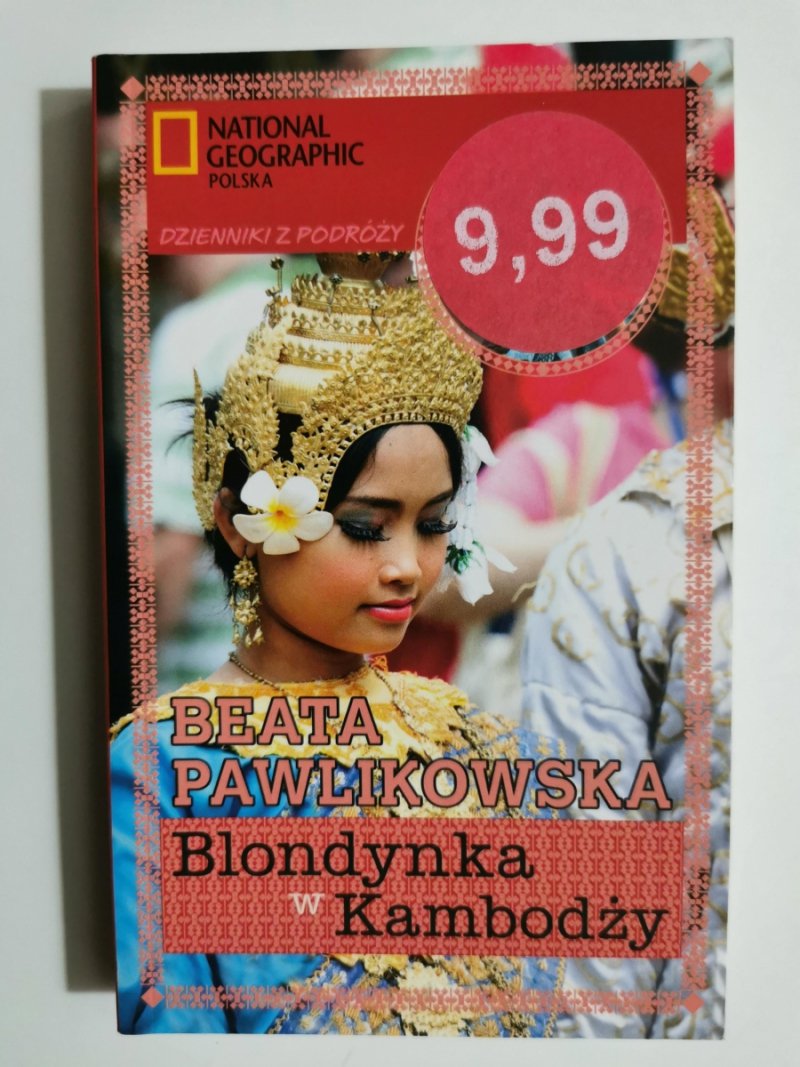 NATIONAL
GEOGRAPHIC
POLSKA
DZIENNIKI Z PODRÓŻY
9,99
BEATA
PAWLIKOWSKA
Blondynka
w Kambodży